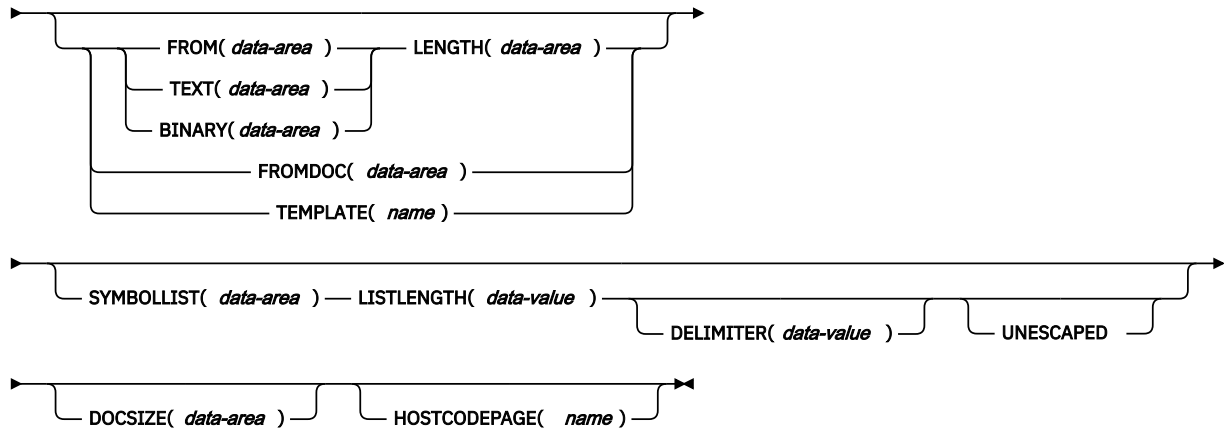 FROM( data-area ) LENGTH( data-area )
TEXT( data-area )
BINARY( data-area )
FROMDOC( data-area )
TEMPLATE( name )
SYMBOLLIST( data-area ) LISTLENGTH( data-value )
DELIMITER( data-value ) UNESCAPED
DOCSIZE( data-area ) HOSTCODEPAGE( name )